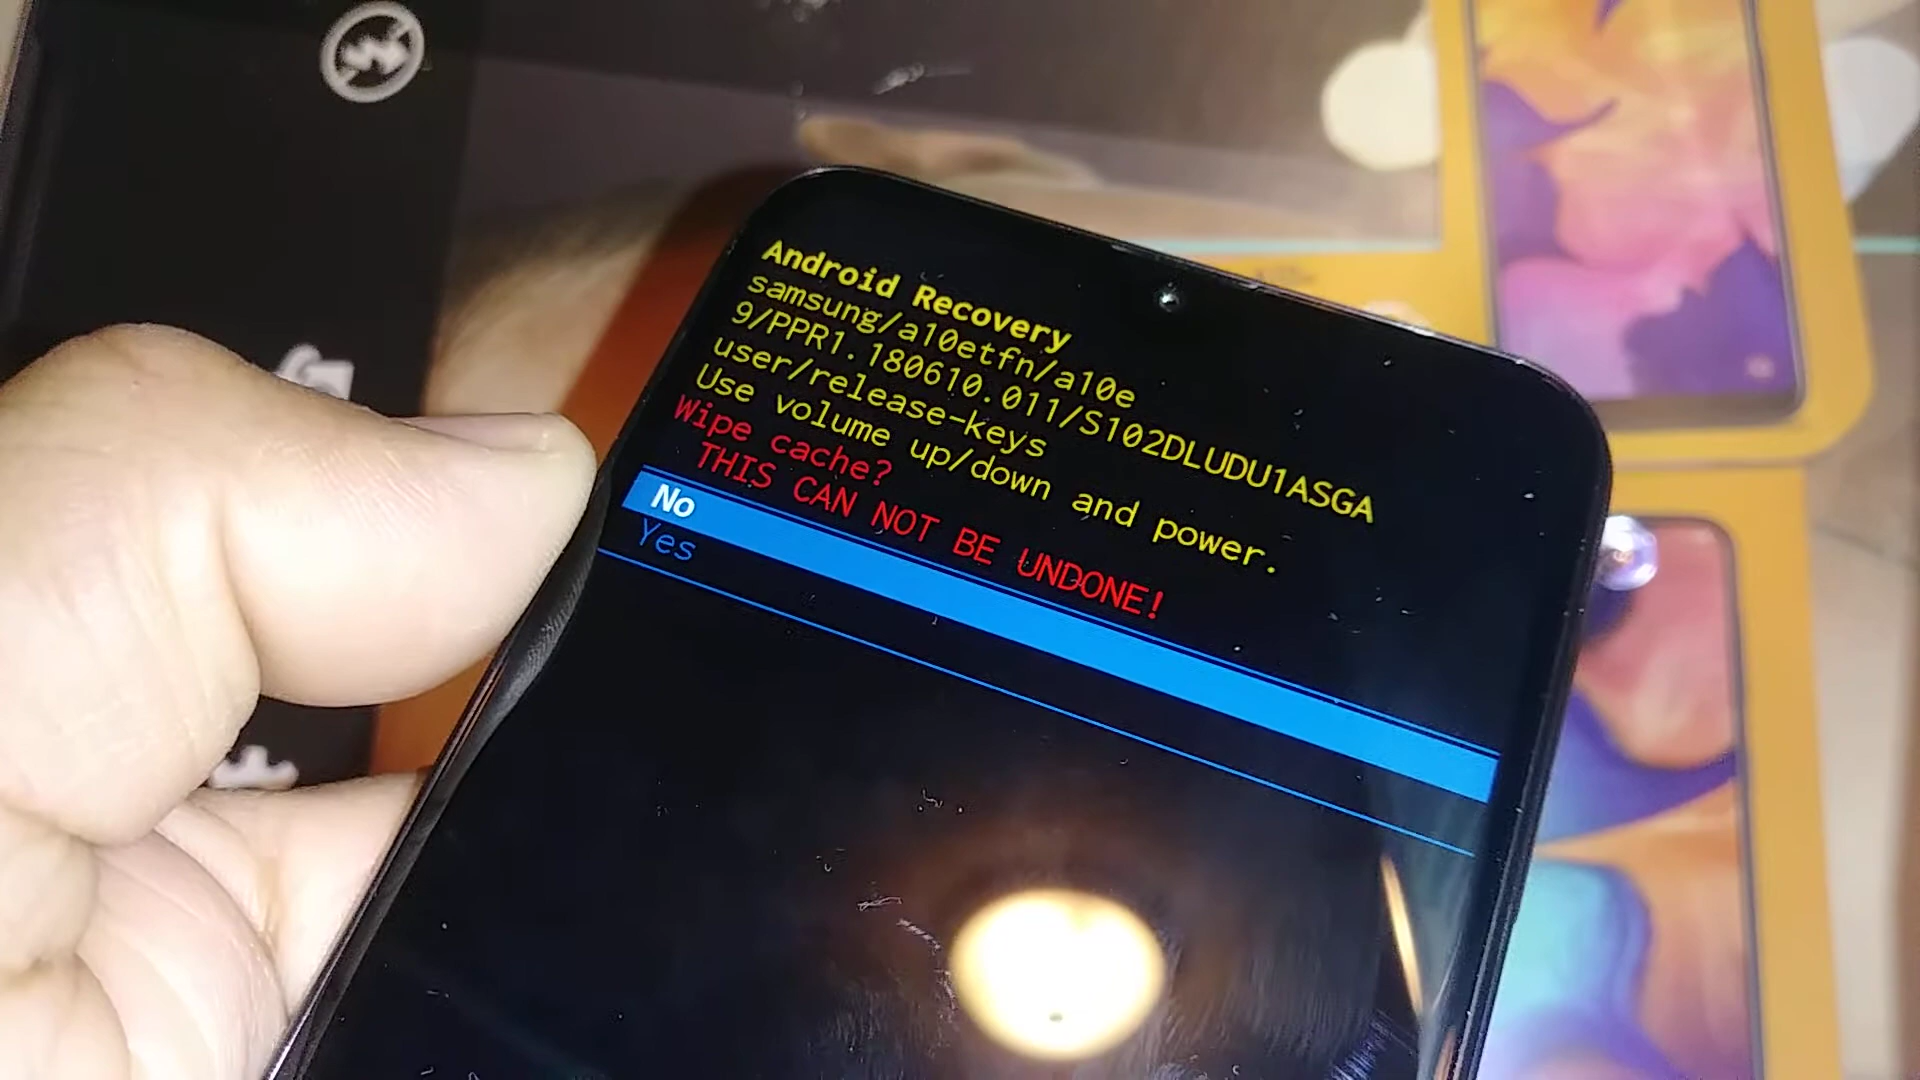 Android Recovery
samsung/a10etfn/a10e
9/PPR1.180610.011/S102DLUDU1ASGA
user/release-keys
Use volume up/down and power.
Wipe cache?
THIS CAN NOT BE UNDONE!
No
Yes